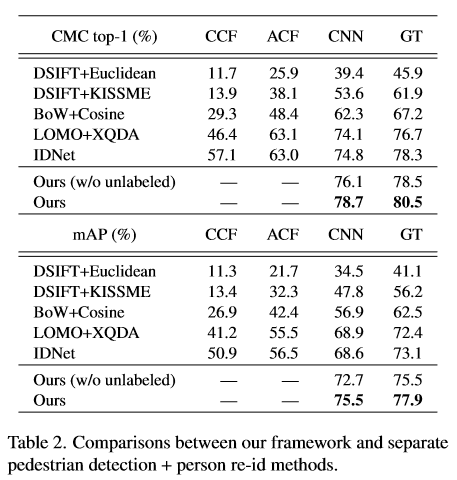 CMC top-1 (%) CCF ACF CNN GT
DSIFT+Euclidean 11.7 25.9 39.4 45.9
DSIFT+KISSME 13.9 38.1 53.6 61.9
BoW+Cosine 29.3 48.4 62.3 67.2
LOMO+XQDA 46.4 63.1 74.1 76.7
IDNet 57.1 63.0 74.8 78.3
Ours (w/o unlabeled) — — 76.1 78.5
Ours — — 78.7 80.5
mAP (%) CCF ACF CNN GT
DSIFT+Euclidean 11.3 21.7 34.5 41.1
DSIFT+KISSME 13.4 32.3 47.8 56.2
BoW+Cosine 26.9 42.4 56.9 62.5
LOMO+XQDA 41.2 55.5 68.9 72.4
IDNet 50.9 56.5 68.6 73.1
Ours (w/o unlabeled) — — 72.7 75.5
Ours — — 75.5 77.9
Table 2. Comparisons between our framework and separate
pedestrian detection + person re-id methods.